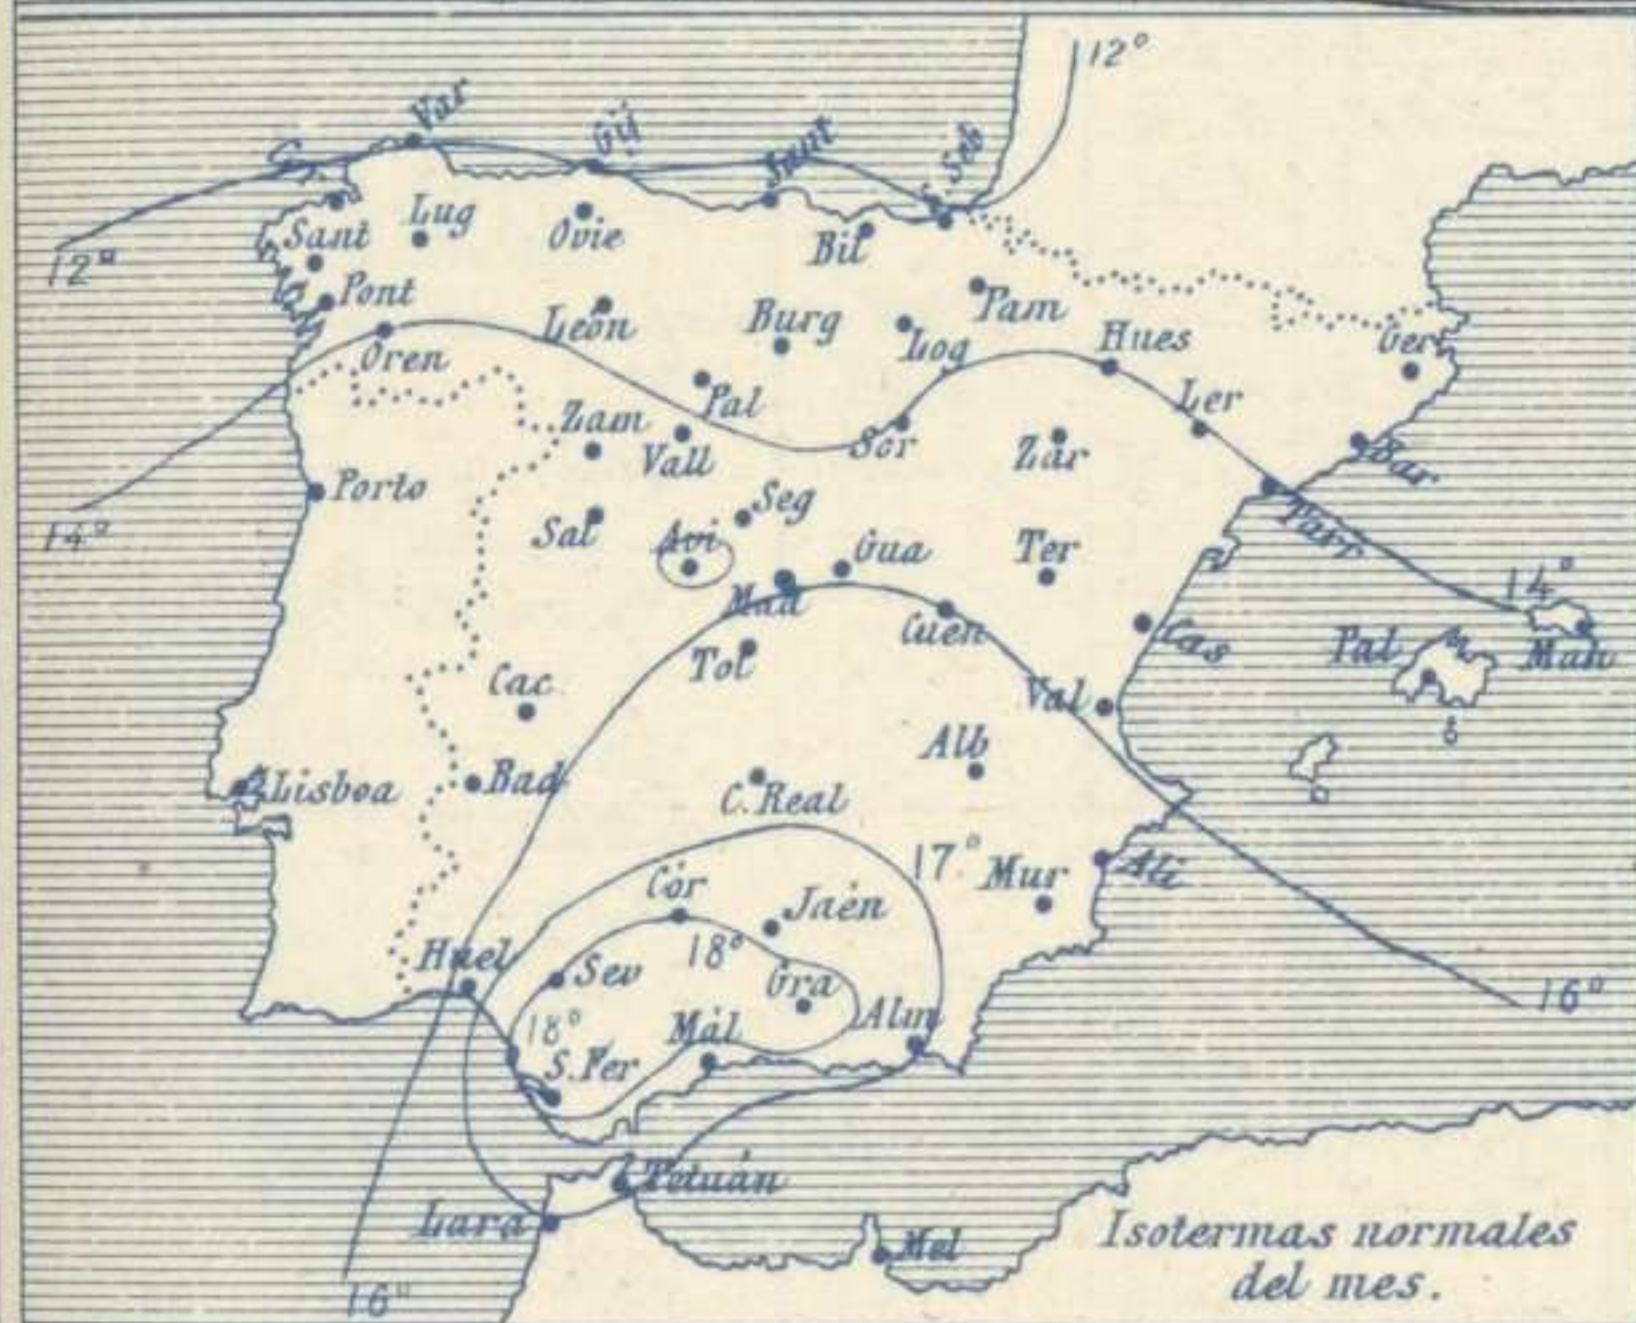 12°
Var
Gij
Sant
S. Seb
Lug
Ovie
Sant
Bil
12°
Pont
Pam
León
Burg
Log
Hues
Ger
Oren
Pal
Ler
Zam
Vall
Sor
Zar
Bar
Porto
Seg
Sal
Tarr
14°
Avi
Gua
Ter
14°
Mad
Cuen
Cas
Pal
Mah
Tol
Cac
Val
Alb
Lisboa
Bad
C. Real
17°
Mur
Ali
Cór
Jaén
Huel
18°
Sev
Gra
16°
18°
Mál
Alm
S. Fer
Tetuán
Lara
Mel
Isotermas normales
del mes.
16°